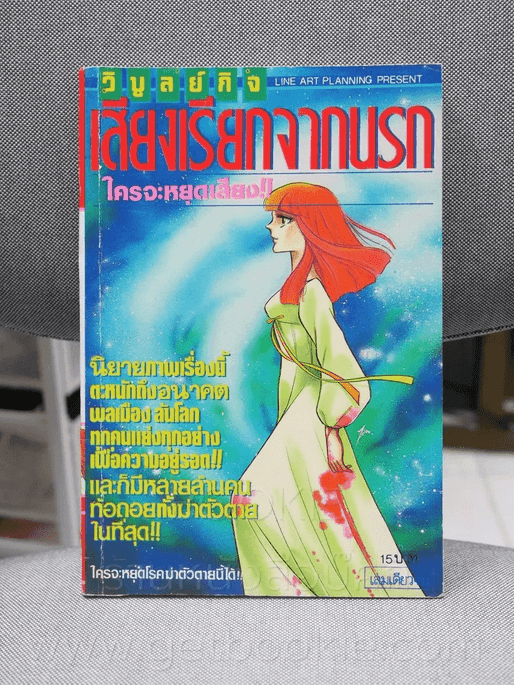 วิบูลย์กิจ
LINE ART PLANNING PRESENT
เสียงเรียกจากนรก
ใครจะหยุดเสียง!!
นิยายภาพเรื่องนี้
ตะหนักถึงอนาคต
พลเมือง ล้นโลก
ทุกคนแย่งทุกอย่าง
เพื่อความอยู่รอด!!
และก็มีหลายล้านคน
ท้อถอยทั้งฆ่าตัวตาย
ในที่สุด!!
ใครจะหยุดโรคฆ่าตัวตายนี้ได้!!
15 บาท
เล่มเดียว
www.getbookie.com